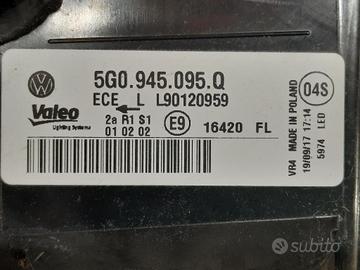 5G0.945.095.Q
ECE L L90120959
Valeo
Lighting Systems
2a R1 S1
01 02 02
E9
16420 FL
VR4 MADE IN POLAND
19/09/17 17:14
5974 LED
04S
subito